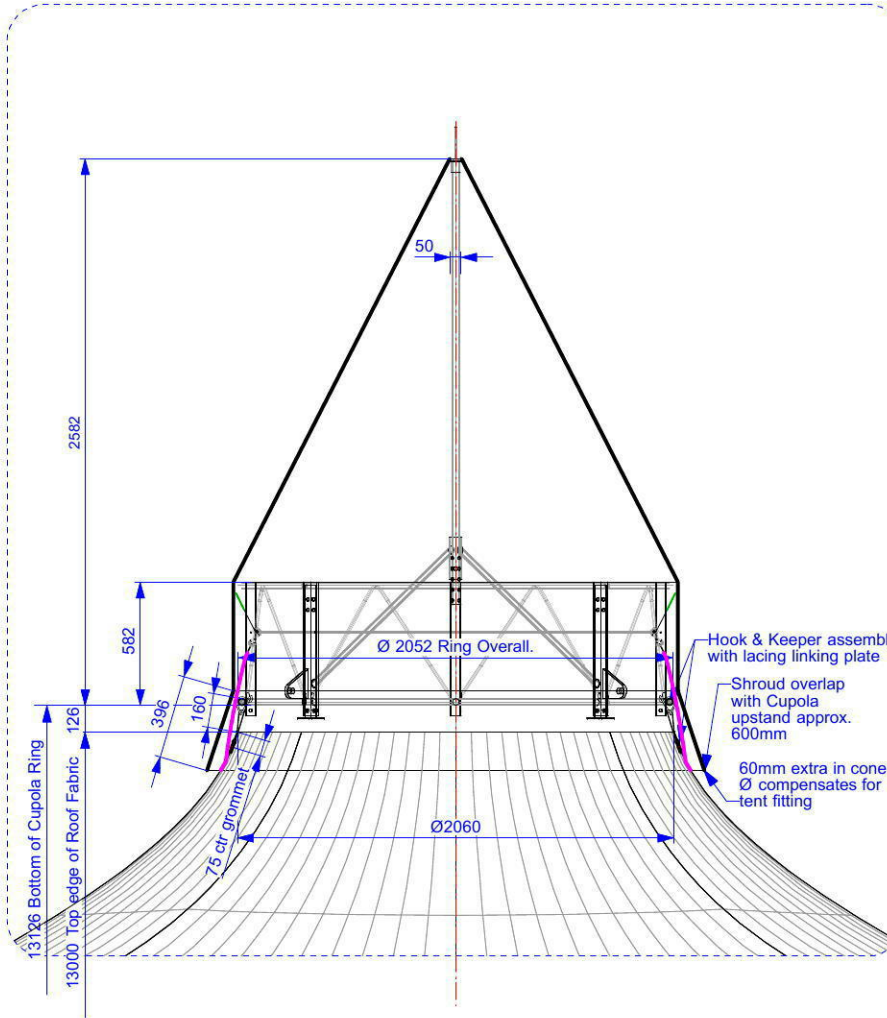 50
2582
Ø 2052 Ring Overall.
582
Hook & Keeper assembl
with lacing linking plate
Shroud overlap
with Cupola
upstand approx.
600mm
396
160
126
60mm extra in cone
Ø compensates for
tent fitting
Ø2060
75 ctr grommet
13126 Bottom of Cupola Ring
13000 Top edge of Roof Fabric